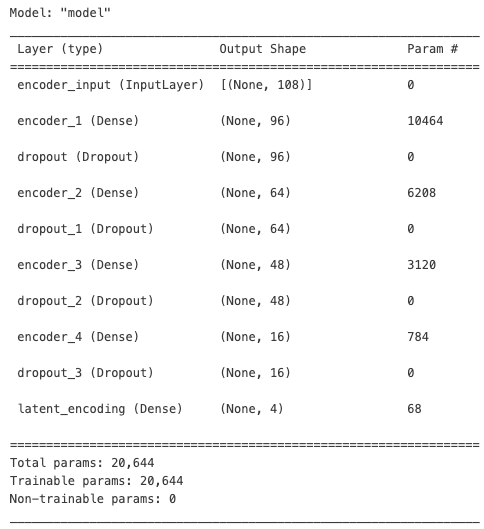 Model: "model"
_________________________________________________________________
Layer (type) Output Shape Param #
=================================================================
encoder_input (InputLayer) [(None, 108)] 0
encoder_1 (Dense) (None, 96) 10464
dropout (Dropout) (None, 96) 0
encoder_2 (Dense) (None, 64) 6208
dropout_1 (Dropout) (None, 64) 0
encoder_3 (Dense) (None, 48) 3120
dropout_2 (Dropout) (None, 48) 0
encoder_4 (Dense) (None, 16) 784
dropout_3 (Dropout) (None, 16) 0
latent_encoding (Dense) (None, 4) 68
=================================================================
Total params: 20,644
Trainable params: 20,644
Non-trainable params: 0
_________________________________________________________________